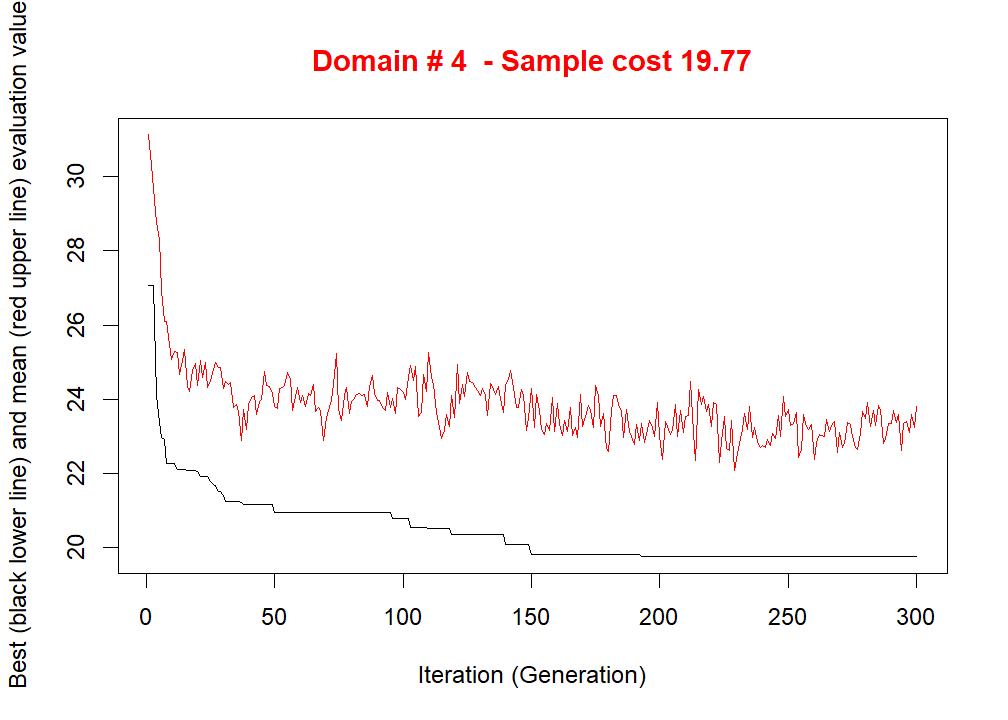 Domain # 4  - Sample cost 19.77
Best (black lower line) and mean (red upper line) evaluation value
30
28
26
24
22
20
0 50 100 150 200 250 300
Iteration (Generation)